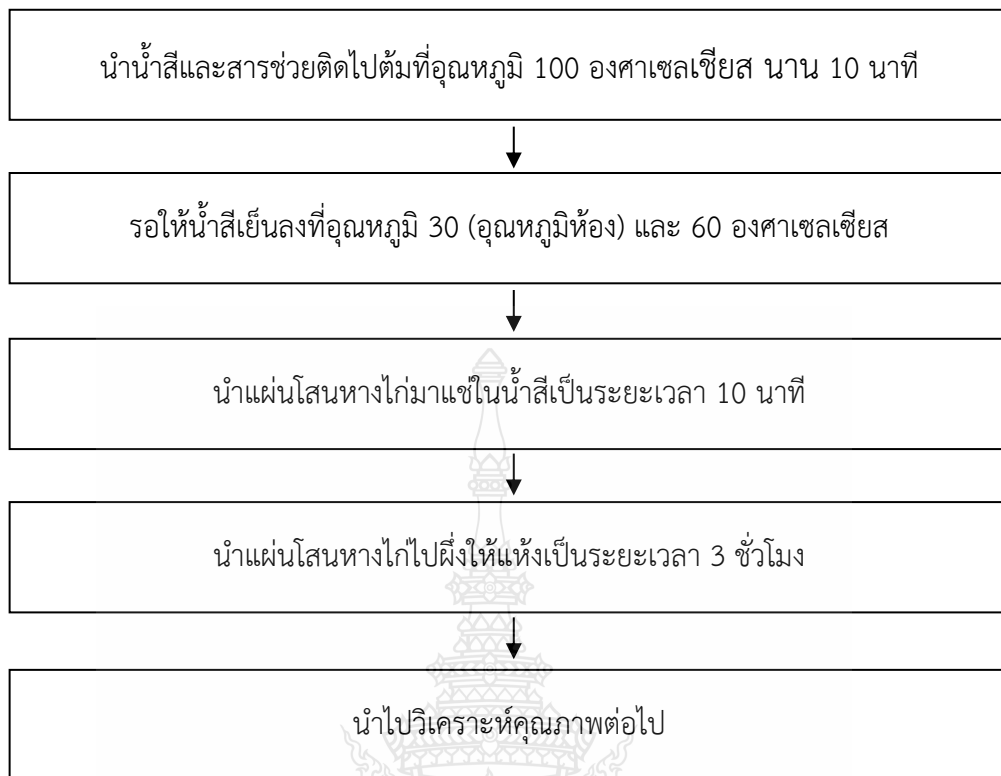 นำน้ำสีและสารช่วยติดไปต้มที่อุณหภูมิ 100 องศาเซลเซียส นาน 10 นาที
รอให้น้ำสีเย็นลงที่อุณหภูมิ 30 (อุณหภูมิห้อง) และ 60 องศาเซลเซียส
นำแผ่นโสนหางไก่มาแช่ในน้ำสีเป็นระยะเวลา 10 นาที
นำแผ่นโสนหางไก่ไปผึ่งให้แห้งเป็นระยะเวลา 3 ชั่วโมง
นำไปวิเคราะห์คุณภาพต่อไป